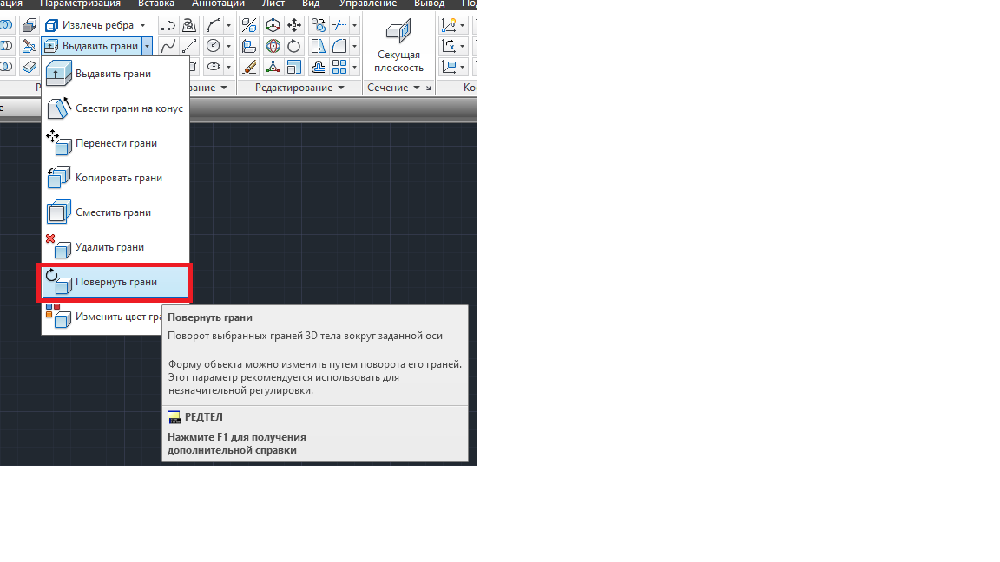 ация Параметризация Вставка Аннотации Лист Вид Управление Вывод По
Извлечь ребра
Выдавить грани
Секущая
плоскость
Р
вание Редактирование Сечение Ко
е
Выдавить грани
Свести грани на конус
Перенести грани
Копировать грани
Сместить грани
Удалить грани
Повернуть грани
Изменить цвет гра
Повернуть грани
Поворот выбранных граней 3D тела вокруг заданной оси
Форму объекта можно изменить путем поворота его граней.
Этот параметр рекомендуется использовать для
незначительной регулировки.
РЕДТЕЛ
Нажмите F1 для получения
дополнительной справки